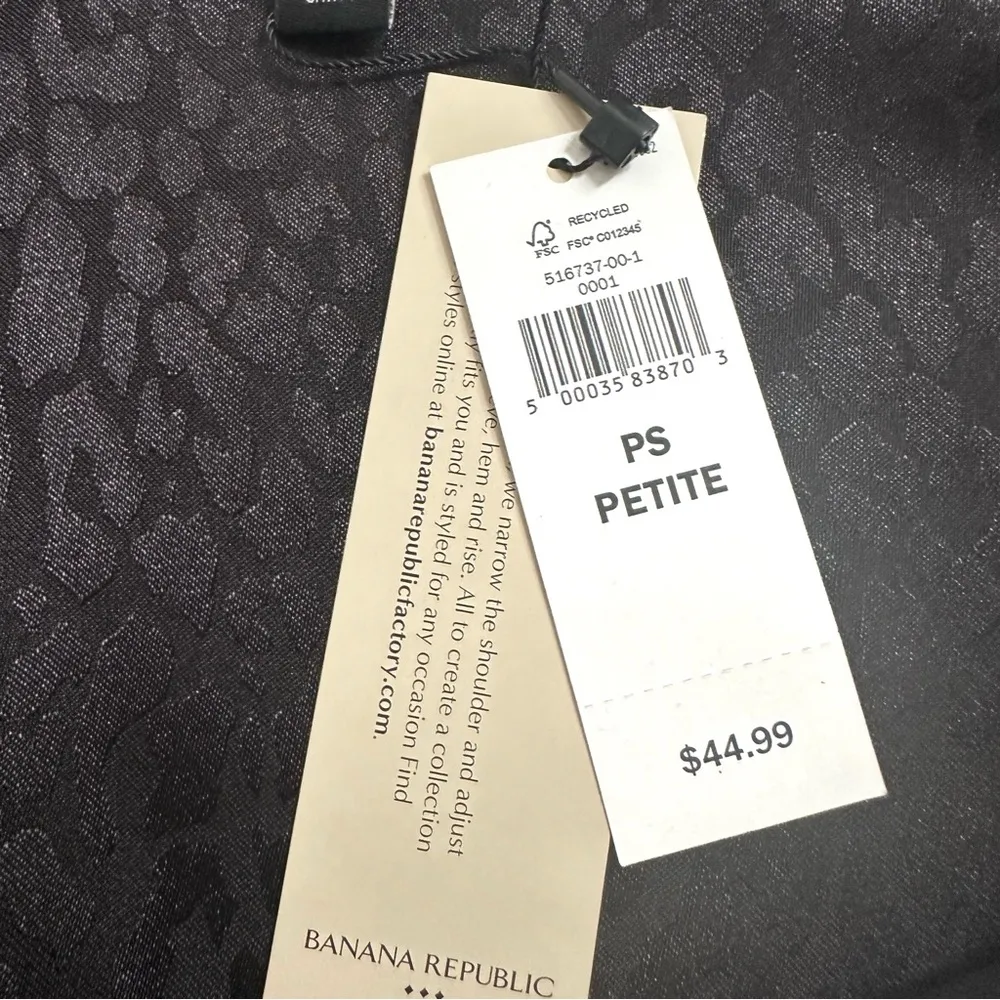 RECYCLED
FSC
FSC® C012345
516737-00-1
0001
5 00035 83870 3
PS
PETITE
$44.99
we narrow the shoulder and adjust
hem and rise. All to create a collection
fits you and is styled for any occasion Find
styles online at bananarepublicfactory.com.
BANANA REPUBLIC